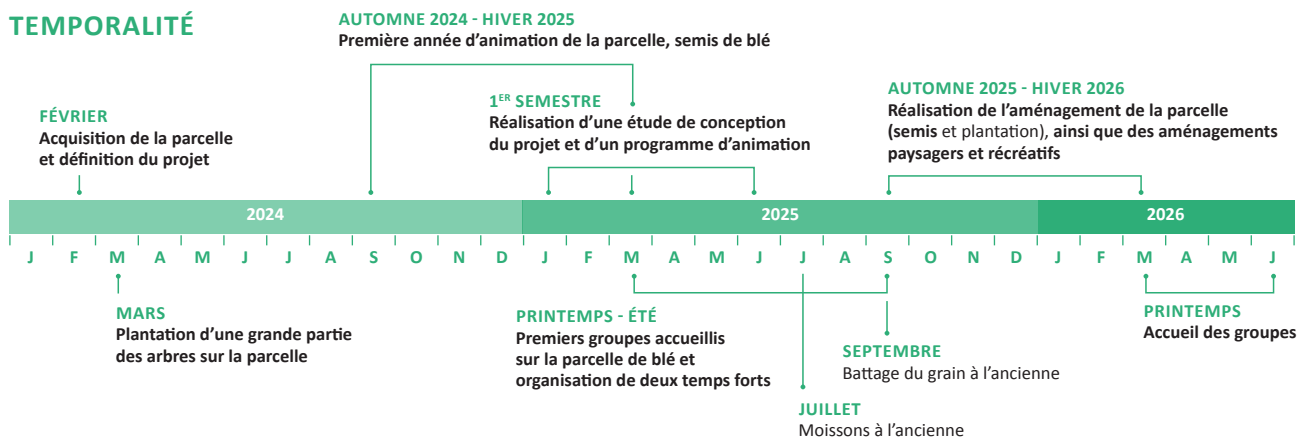 TEMPORALITÉ
AUTOMNE 2024 - HIVER 2025
Première année d’animation de la parcelle, semis de blé
FÉVRIER
Acquisition de la parcelle
et définition du projet
1ER SEMESTRE
Réalisation d’une étude de conception
du projet et d’un programme d’animation
AUTOMNE 2025 - HIVER 2026
Réalisation de l’aménagement de la parcelle
(semis et plantation), ainsi que des aménagements
paysagers et récréatifs
2024 2025 2026
J F M A M J J A S O N D J F M A M J J A S O N D J F M A M J
MARS
Plantation d’une grande partie
des arbres sur la parcelle
PRINTEMPS - ÉTÉ
Premiers groupes accueillis
sur la parcelle de blé et
organisation de deux temps forts
SEPTEMBRE
Battage du grain à l’ancienne
JUILLET
Moissons à l’ancienne
PRINTEMPS
Accueil des groupes